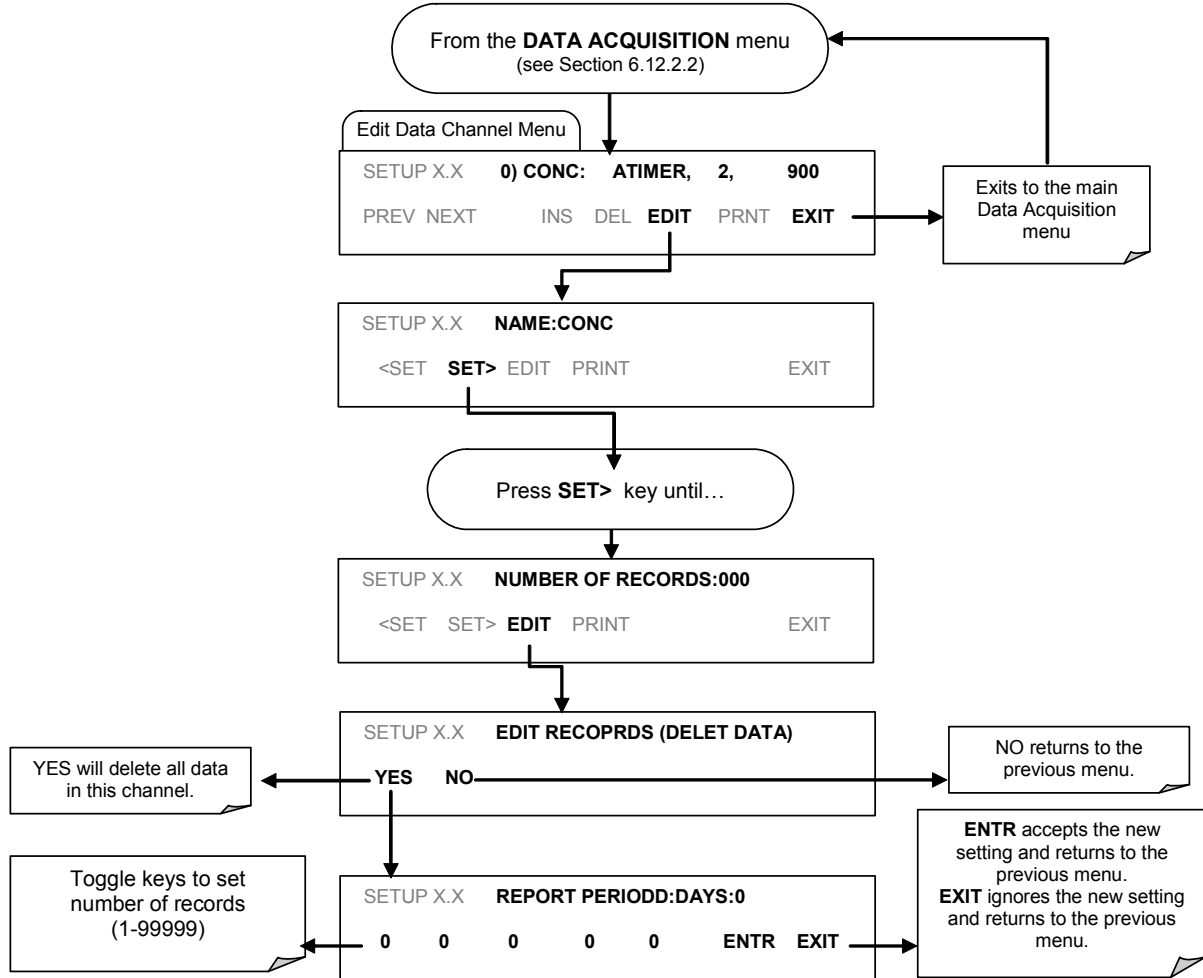 From the DATA ACQUISITION menu
(see Section 6.12.2.2)
Edit Data Channel Menu
SETUP X.X 0) CONC: ATIMER, 2, 900
PREV NEXT INS DEL EDIT PRNT EXIT
Exits to the main
Data Acquisition
menu
SETUP X.X NAME:CONC
<SET SET> EDIT PRINT EXIT
Press SET> key until…
SETUP X.X NUMBER OF RECORDS:000
<SET SET> EDIT PRINT EXIT
SETUP X.X EDIT RECOPRDS (DELET DATA)
YES NO
YES will delete all data
in this channel.
NO returns to the
previous menu.
Toggle keys to set
number of records
(1-99999)
SETUP X.X REPORT PERIODD:DAYS:0
0 0 0 0 0 ENTR EXIT
ENTR accepts the new
setting and returns to the
previous menu.
EXIT ignores the new setting
and returns to the previous
menu.